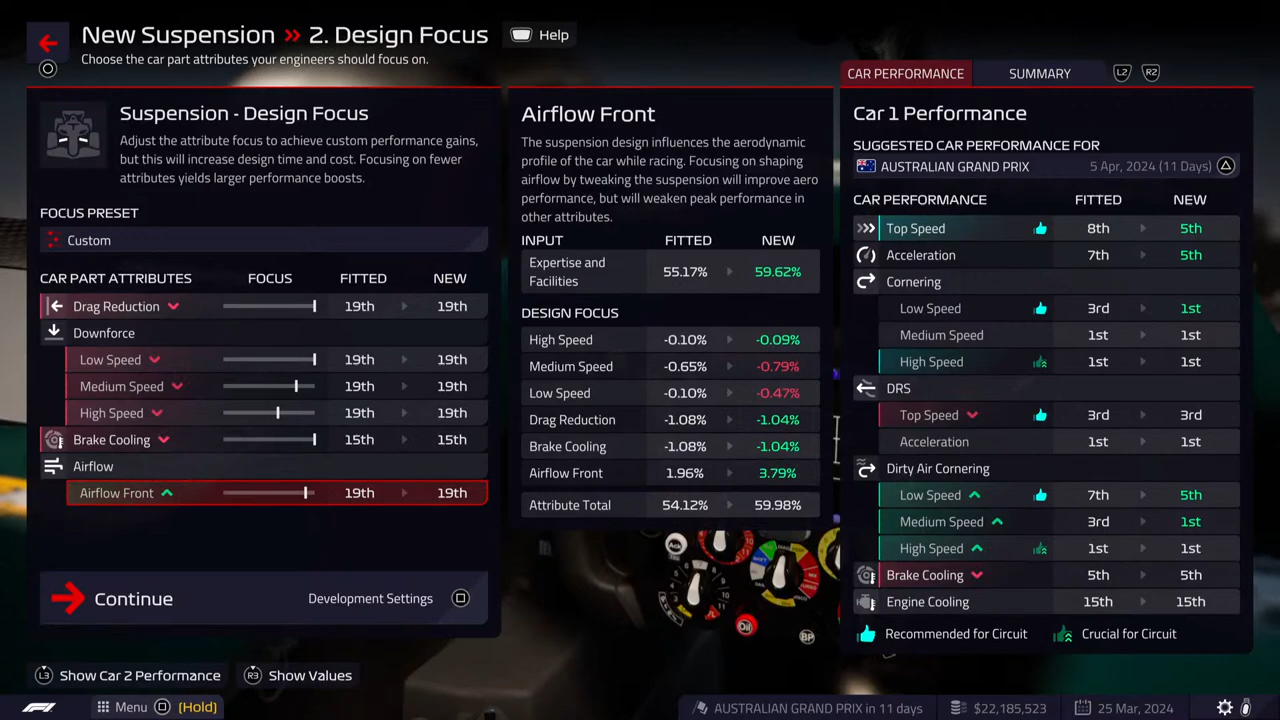 New Suspension » 2. Design Focus
Help
Choose the car part attributes your engineers should focus on.
CAR PERFORMANCE
SUMMARY
L2
R2
Suspension - Design Focus
Adjust the attribute focus to achieve custom performance gains,
but this will increase design time and cost. Focusing on fewer
attributes yields larger performance boosts.
FOCUS PRESET
Custom
CAR PART ATTRIBUTES FOCUS FITTED NEW
Drag Reduction 19th 19th
Downforce
Low Speed 19th 19th
Medium Speed 19th 19th
High Speed 19th 19th
Brake Cooling 15th 15th
Airflow
Airflow Front 19th 19th
Continue
Development Settings
Airflow Front
The suspension design influences the aerodynamic
profile of the car while racing. Focusing on shaping
airflow by tweaking the suspension will improve aero
performance, but will weaken peak performance in
other attributes.
INPUT FITTED NEW
Expertise and
Facilities 55.17% 59.62%
DESIGN FOCUS
High Speed -0.10% -0.09%
Medium Speed -0.65% -0.79%
Low Speed -0.10% -0.47%
Drag Reduction -1.08% -1.04%
Brake Cooling -1.08% -1.04%
Airflow Front 1.96% 3.79%
Attribute Total 54.12% 59.98%
Car 1 Performance
SUGGESTED CAR PERFORMANCE FOR
AUSTRALIAN GRAND PRIX 5 Apr, 2024 (11 Days)
CAR PERFORMANCE FITTED NEW
Top Speed 8th 5th
Acceleration 7th 5th
Cornering
Low Speed 3rd 1st
Medium Speed 1st 1st
High Speed 1st 1st
DRS
Top Speed 3rd 3rd
Acceleration 1st 1st
Dirty Air Cornering
Low Speed 7th 5th
Medium Speed 3rd 1st
High Speed 1st 1st
Brake Cooling 5th 5th
Engine Cooling 15th 15th
Recommended for Circuit
Crucial for Circuit
Ack
Oil
BP
L3 Show Car 2 Performance
R3 Show Values
F1
Menu (Hold)
AUSTRALIAN GRAND PRIX in 11 days
$22,185,523
25 Mar, 2024